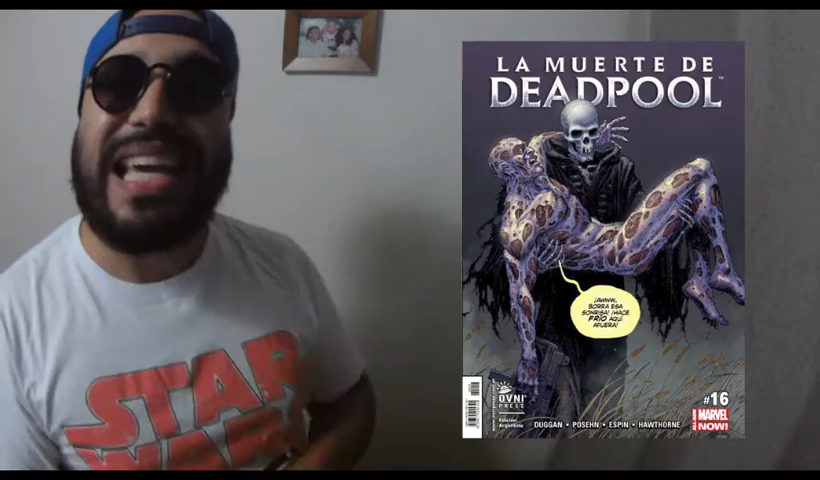 LA MUERTE DE
DEADPOOL
¡AWWW,
BORRA ESA
SONRISA! ¡HACE
FRÍO AQUÍ
AFUERA!
OVNI
PRESS
Edición
Argentina
DUGGAN • POSEHN • ESPIN • HAWTHORNE
#16
MARVEL
NOW!
STAR
WARS